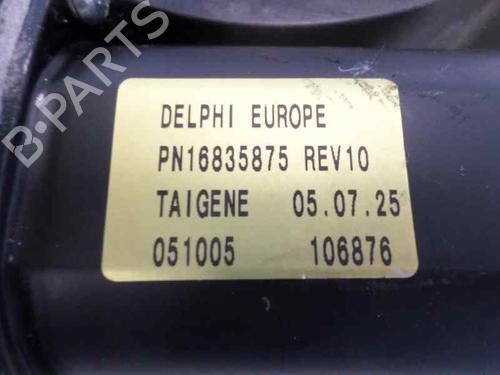 B-PARTS
DELPHI EUROPE
PN16835875 REV10
TAIGENE 05.07.25
051005 106876